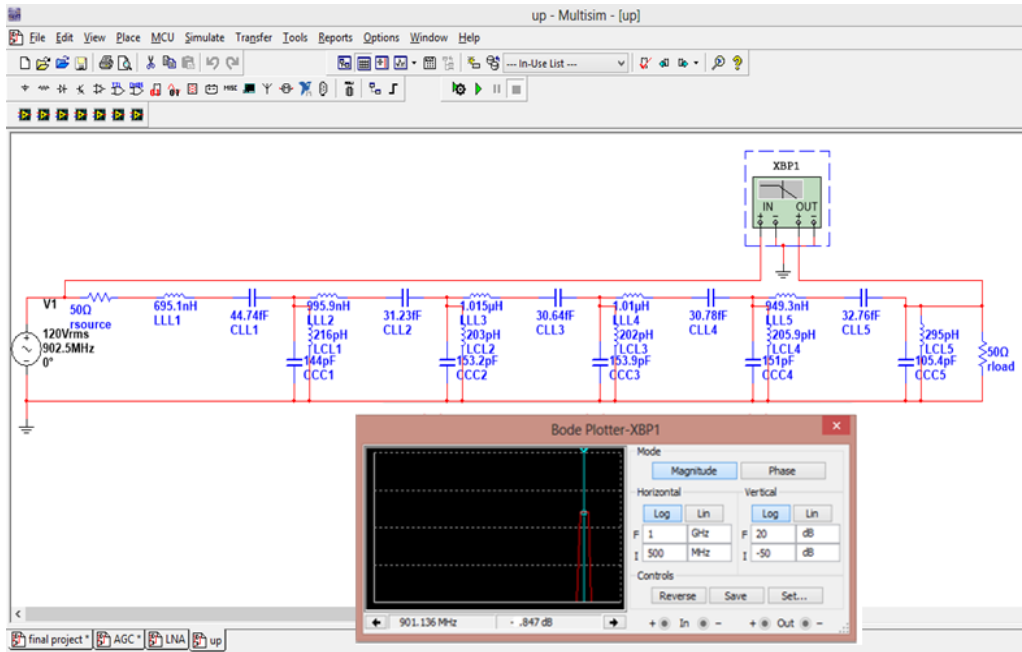 up - Multisim - [up]
File Edit View Place MCU Simulate Transfer Tools Reports Options Window Help
--- In-Use List ---
MISC
XBP1
IN OUT
+ - + -
V1
120Vrms
902.5MHz
0°
50Ω
rsource
695.1nH
LLL1
44.74fF
CLL1
995.9nH
LLL2
216pH
LCL1
144pF
CCC1
31.23fF
CLL2
1.015µH
LLL3
203pH
LCL2
153.2pF
CCC2
30.64fF
CLL3
1.01µH
LLL4
202pH
LCL3
153.9pF
CCC3
30.78fF
CLL4
949.3nH
LLL5
205.9pH
LCL4
151pF
CCC4
32.76fF
CLL5
295pH
LCL5
105.4pF
CCC5
50Ω
rload
Bode Plotter-XBP1
Mode
Magnitude Phase
Horizontal Vertical
Log Lin Log Lin
F 1 GHz F 20 dB
I 500 MHz I -50 dB
Controls
Reverse Save Set...
901.136 MHz - .847 dB
+ In - + Out -
final project * AGC * LNA up